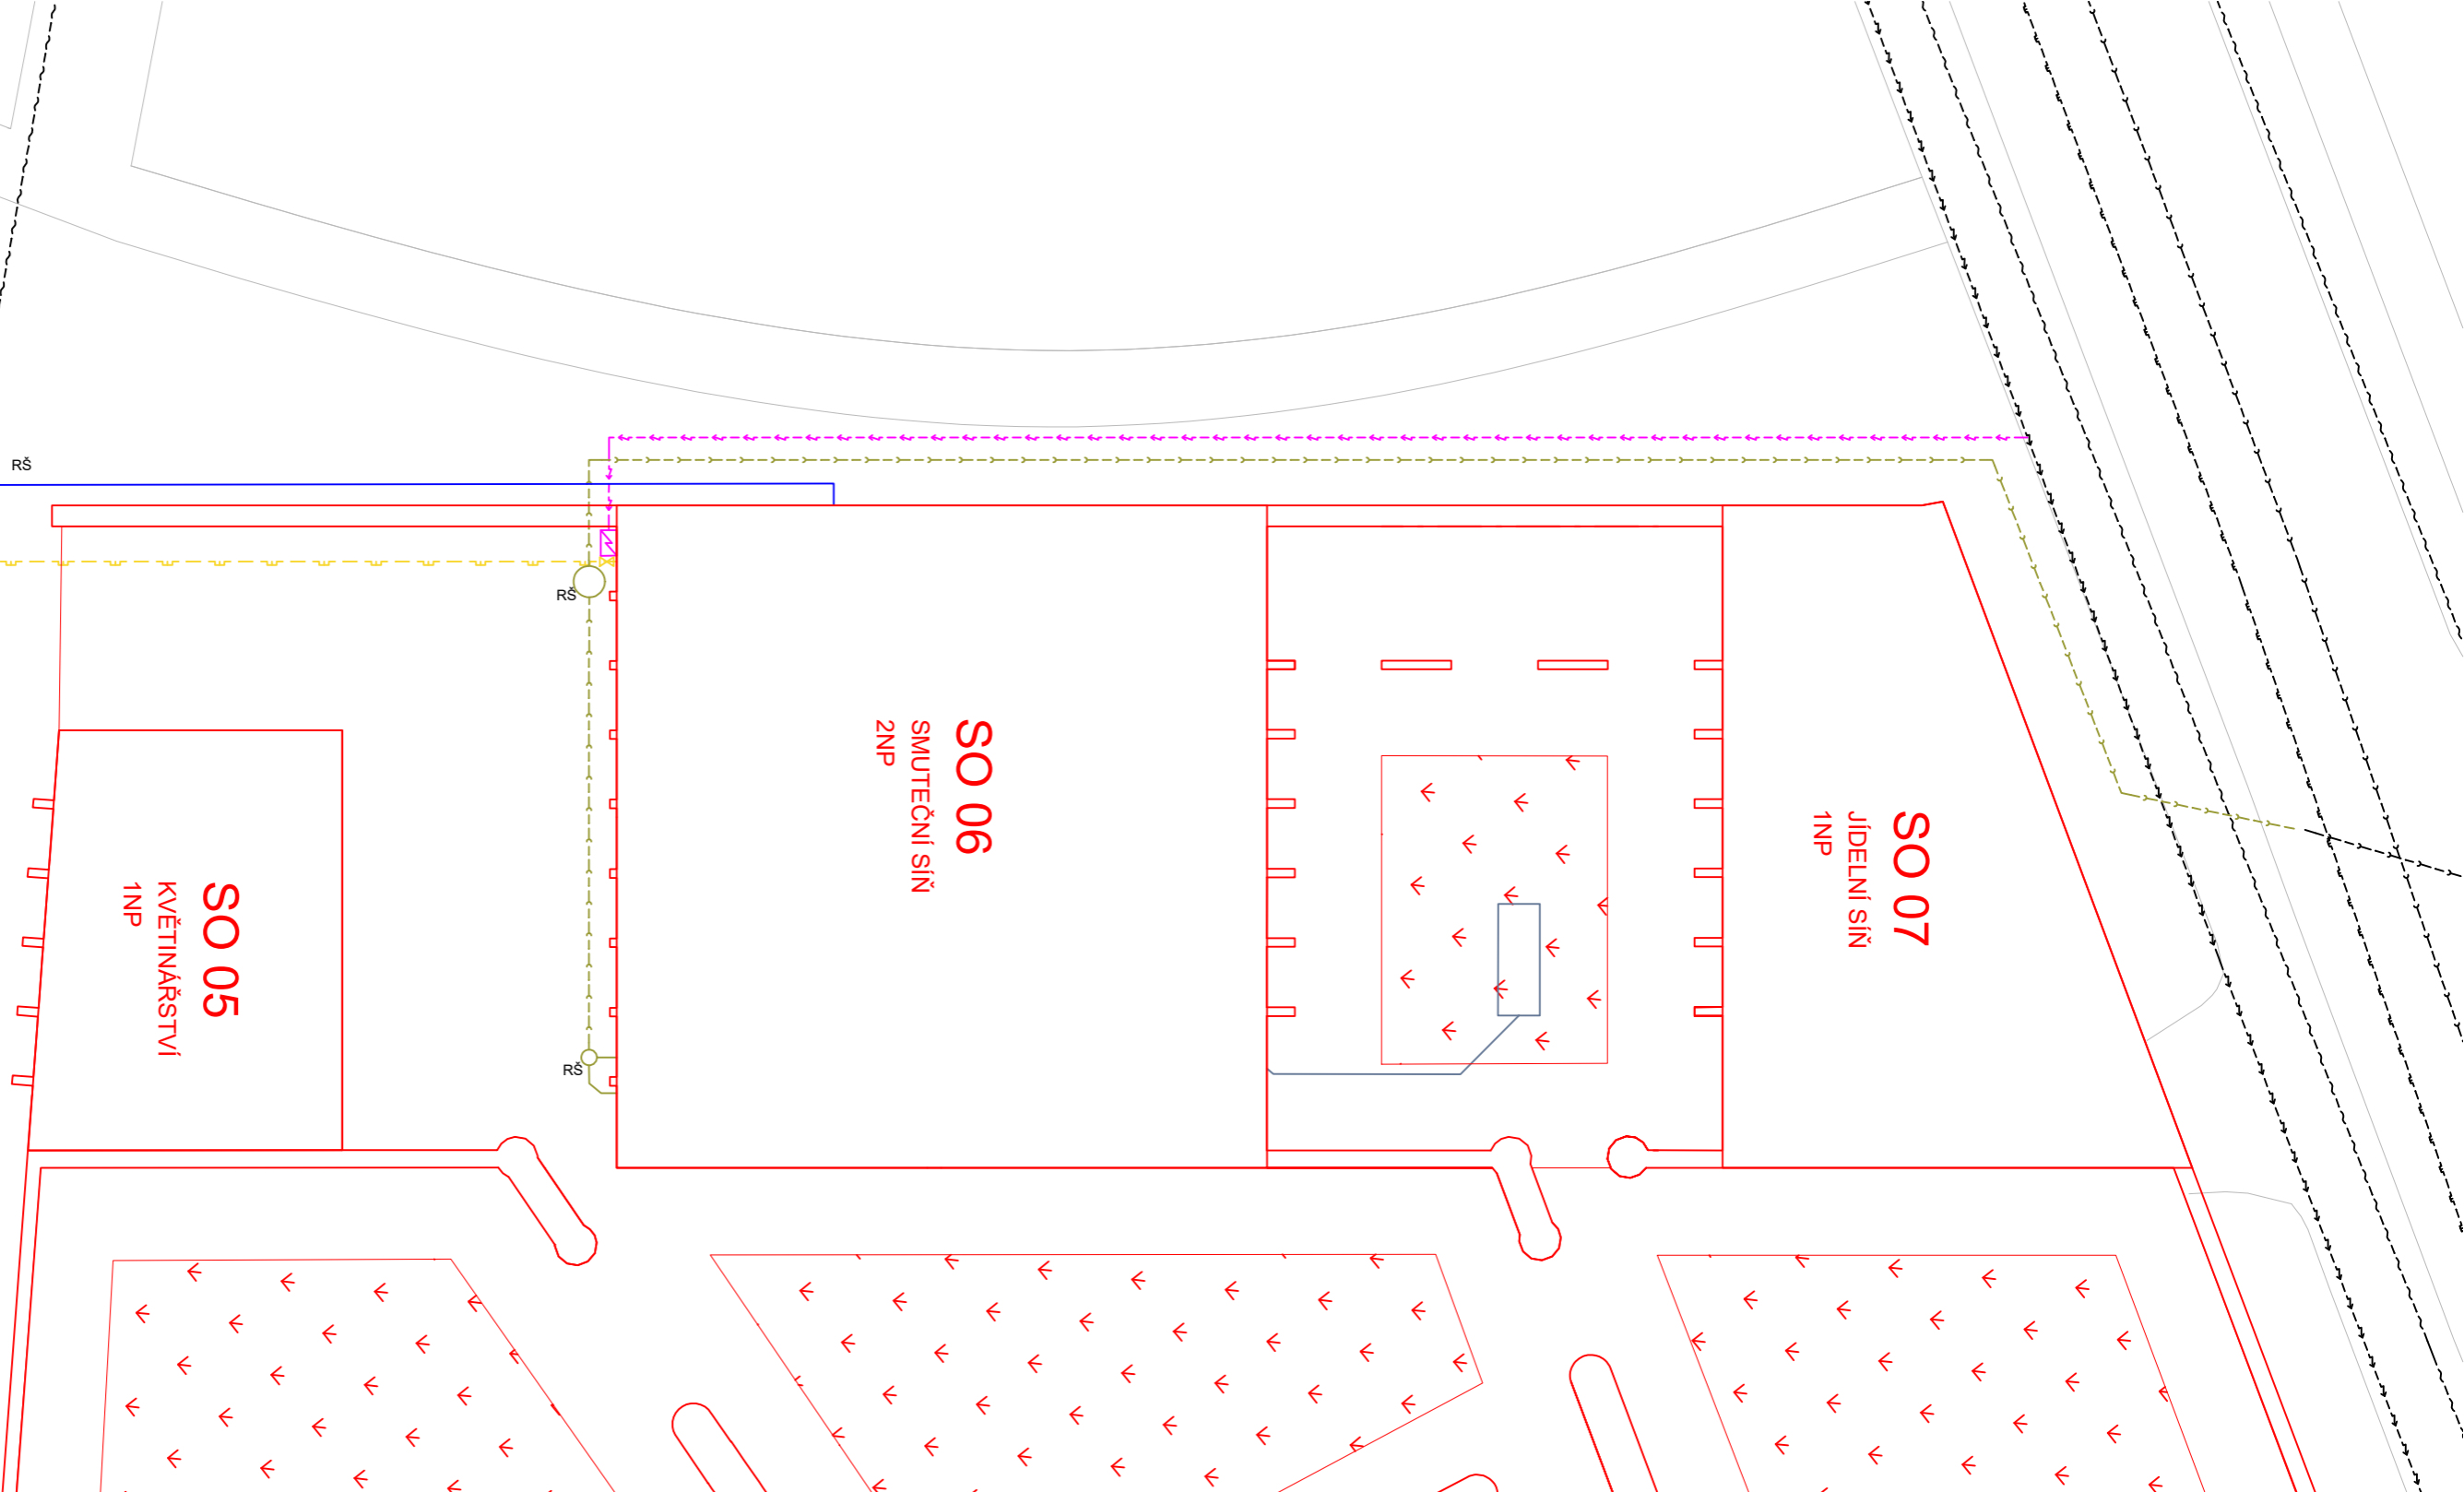 RŠ
RŠ
RŠ
SO 05
KVĚTINÁŘSTVÍ
1NP
SO 06
SMUTEČNÍ SÍŇ
2NP
SO 07
JÍDELNÍ SÍŇ
1NP